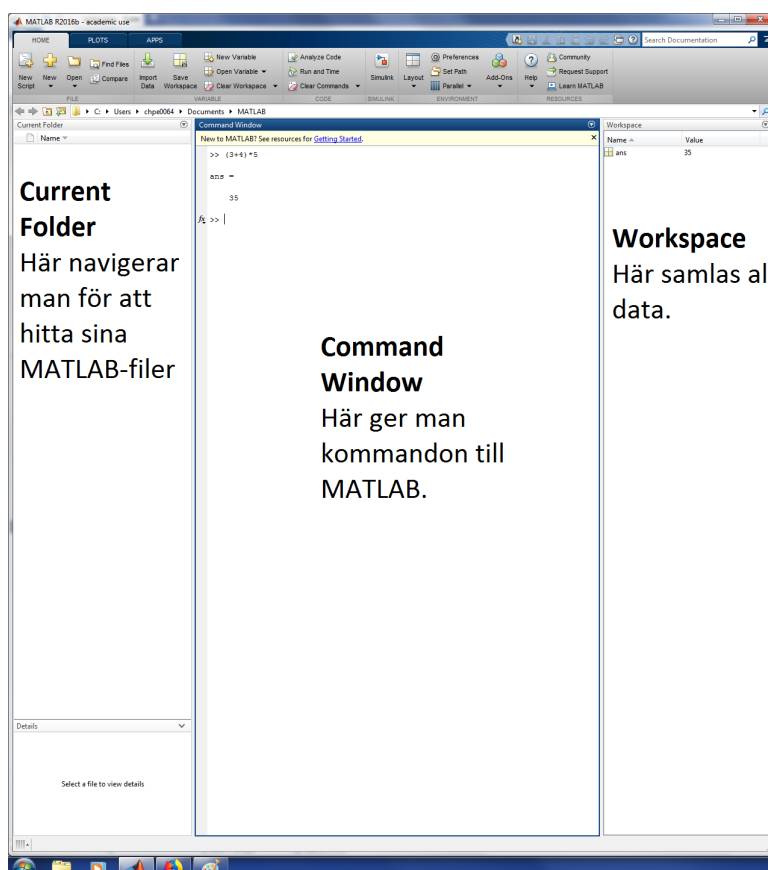 MATLAB R2016b - academic use
HOME PLOTS APPS
Search Documentation
New Script
New
Open
Find Files
Compare
Import Data
Save Workspace
New Variable
Open Variable
Clear Workspace
Analyze Code
Run and Time
Clear Commands
Simulink
Layout
Preferences
Set Path
Parallel
Add-Ons
Help
Community
Request Support
Learn MATLAB
FILE VARIABLE CODE SIMULINK ENVIRONMENT RESOURCES
C: Users chpe0064 Documents MATLAB
Current Folder
Name
Current
Folder
Här navigerar
man för att
hitta sina
MATLAB-filer
Details
Select a file to view details
Command Window
New to MATLAB? See resources for Getting Started.
>> (3+4)*5
ans =
35
fx >>
Command
Window
Här ger man
kommandon till
MATLAB.
Workspace
Name Value
ans 35
Workspace
Här samlas al
data.